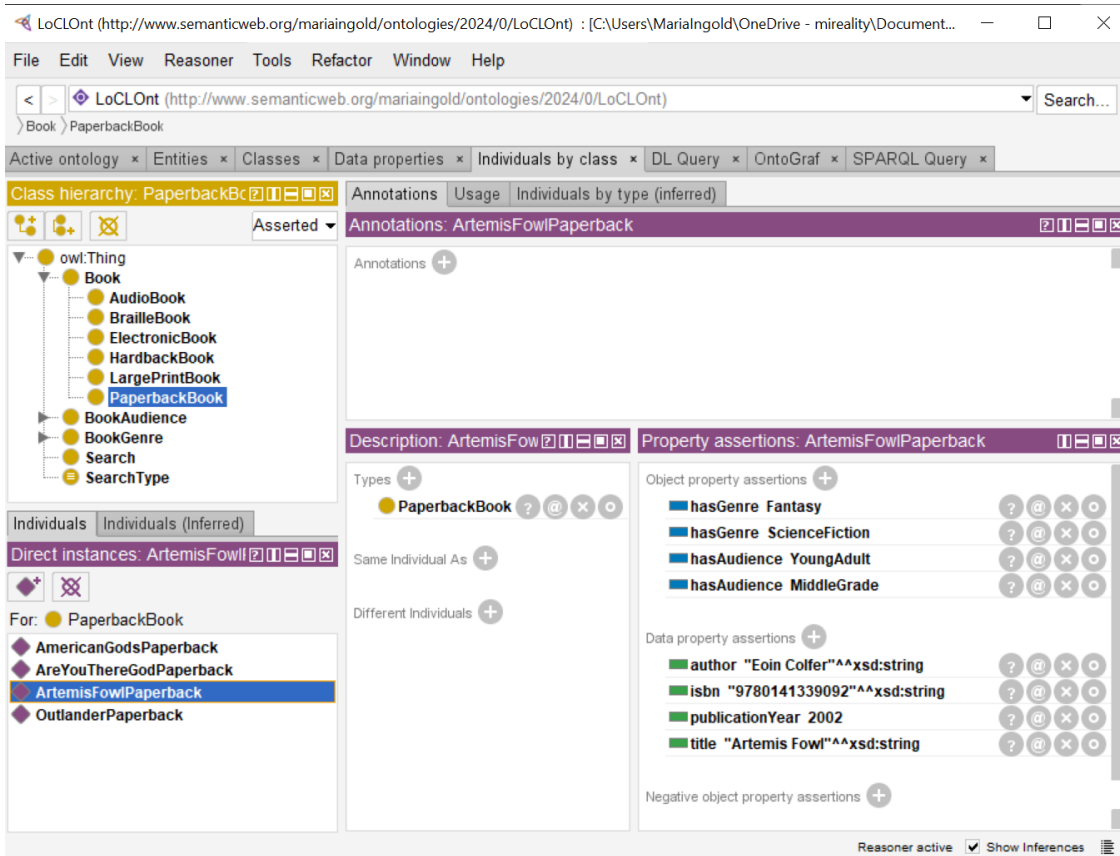 LoCLOnt (http://www.semanticweb.org/mariaingold/ontologies/2024/0/LoCLOnt) : [C:\Users\MariaIngold\OneDrive - mireality\Document...
File Edit View Reasoner Tools Refactor Window Help
< > LoCLOnt (http://www.semanticweb.org/mariaingold/ontologies/2024/0/LoCLOnt) Search...
Book PaperbackBook
Active ontology × Entities × Classes × Data properties × Individuals by class × DL Query × OntoGraf × SPARQL Query ×
Class hierarchy: PaperbackBo
Asserted
owl:Thing
Book
AudioBook
BrailleBook
ElectronicBook
HardbackBook
LargePrintBook
PaperbackBook
BookAudience
BookGenre
Search
SearchType
Individuals Individuals (Inferred)
Direct instances: ArtemisFowlP
For: PaperbackBook
AmericanGodsPaperback
AreYouThereGodPaperback
ArtemisFowlPaperback
OutlanderPaperback
Annotations Usage Individuals by type (inferred)
Annotations: ArtemisFowlPaperback
Annotations
Description: ArtemisFow
Types
PaperbackBook
Same Individual As
Different Individuals
Property assertions: ArtemisFowlPaperback
Object property assertions
hasGenre Fantasy
hasGenre ScienceFiction
hasAudience YoungAdult
hasAudience MiddleGrade
Data property assertions
author "Eoin Colfer"^^xsd:string
isbn "9780141339092"^^xsd:string
publicationYear 2002
title "Artemis Fowl"^^xsd:string
Negative object property assertions
Reasoner active Show Inferences